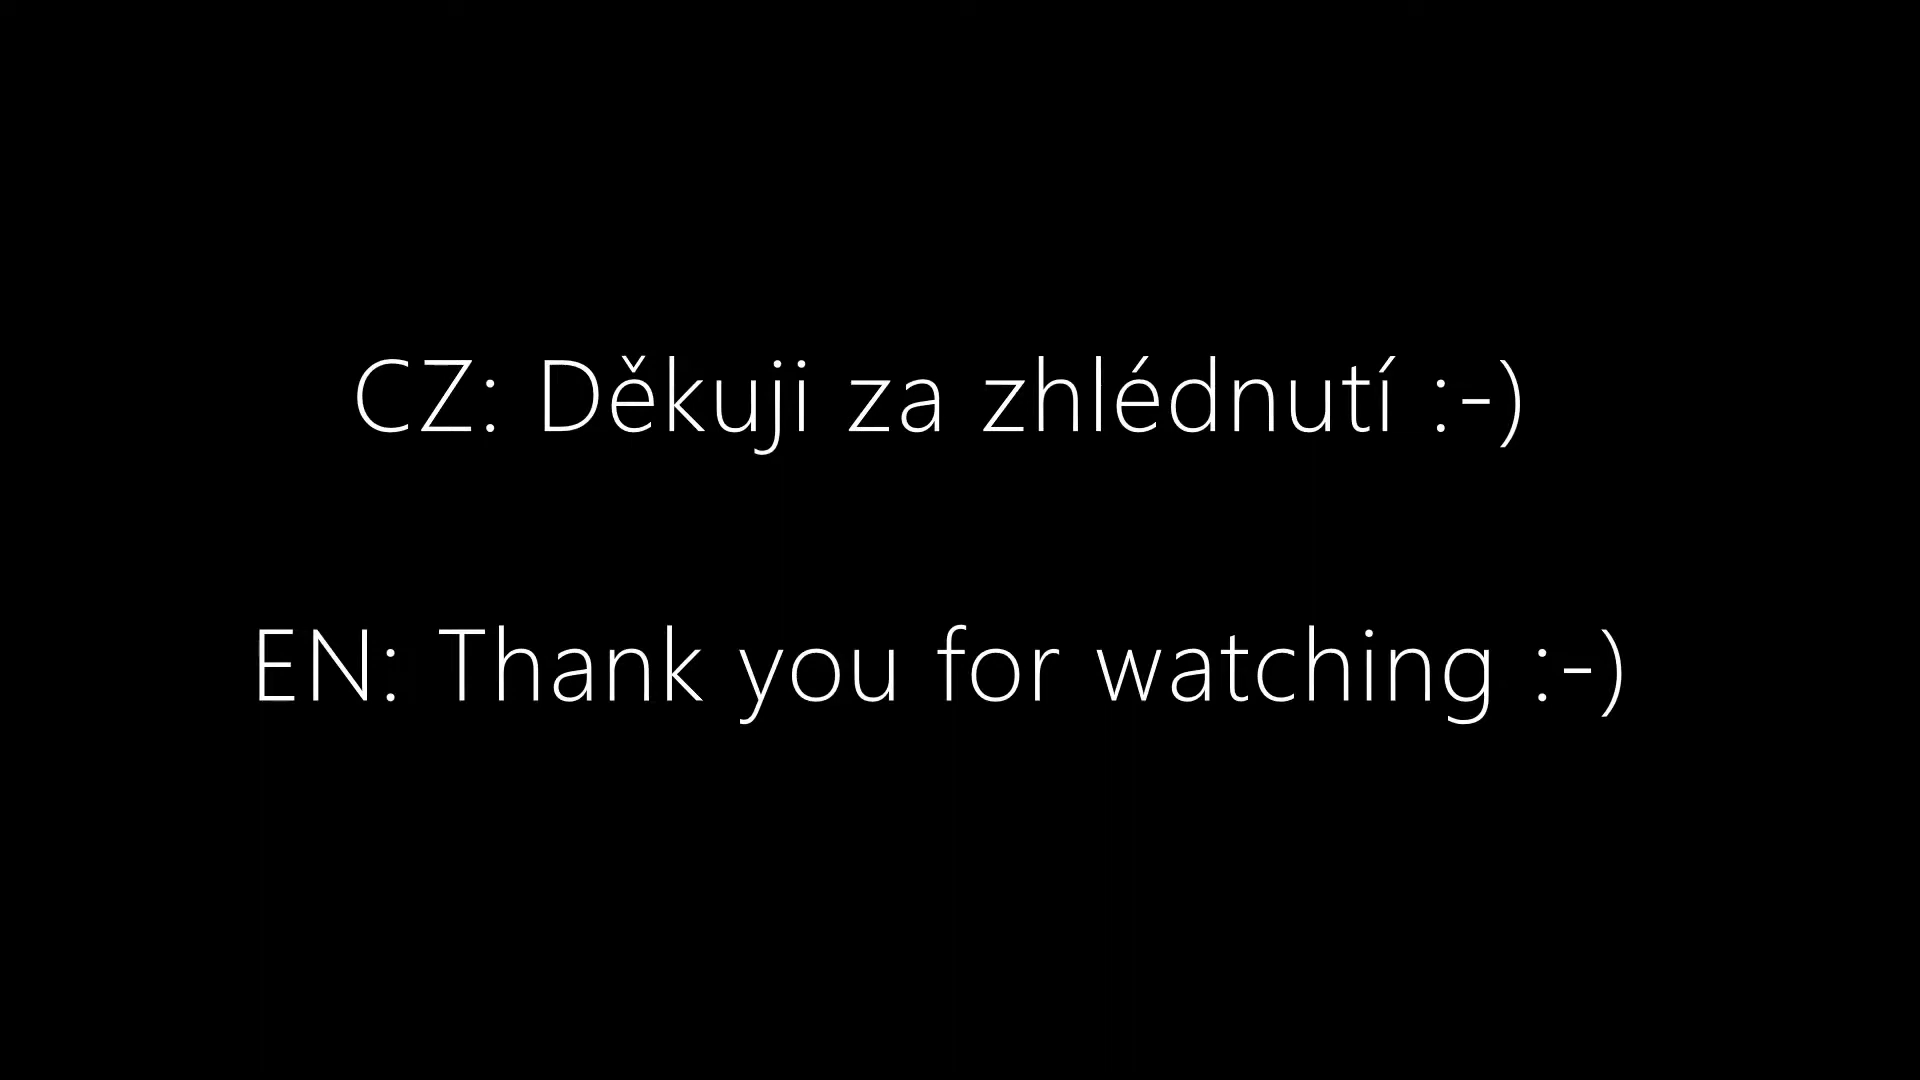 CZ: Děkuji za zhlédnutí :-)
EN: Thank you for watching :-)